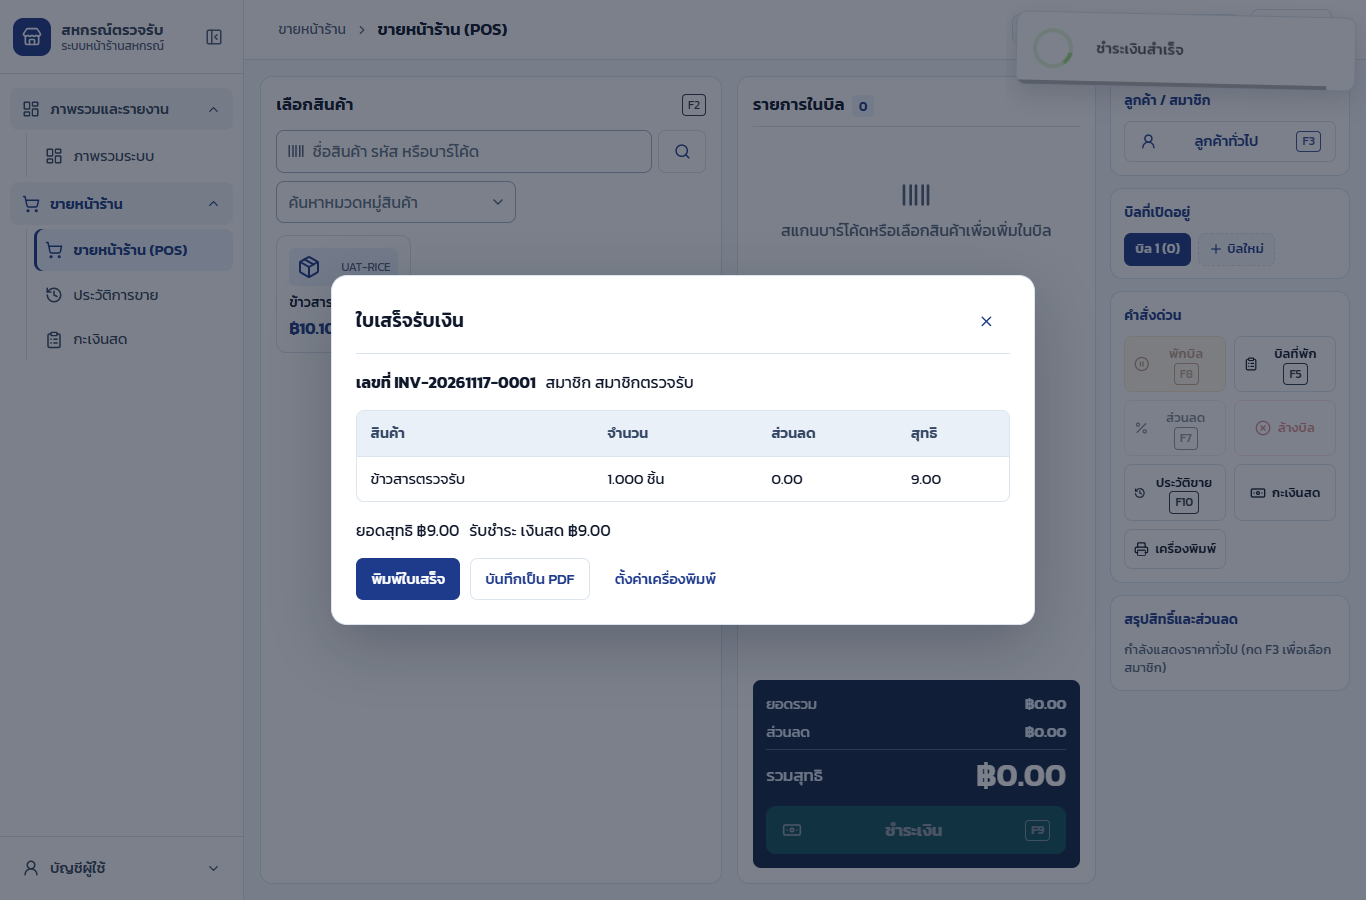 สหกรณ์ตรวจรับ
ระบบหน้าร้านสหกรณ์
ภาพรวมและรายงาน
ภาพรวมระบบ
ขายหน้าร้าน
ขายหน้าร้าน (POS)
ประวัติการขาย
กะเงินสด
บัญชีผู้ใช้
ขายหน้าร้าน > ขายหน้าร้าน (POS)
ชำระเงินสำเร็จ
เลือกสินค้า F2
ชื่อสินค้า รหัส หรือบาร์โค้ด
ค้นหาหมวดหมู่สินค้า
UAT-RICE
ข้าวสาร
฿10.10
รายการในบิล 0
สแกนบาร์โค้ดหรือเลือกสินค้าเพื่อเพิ่มในบิล
ใบเสร็จรับเงิน
เลขที่ INV-20261117-0001 สมาชิก สมาชิกตรวจรับ
สินค้า จำนวน ส่วนลด สุทธิ
ข้าวสารตรวจรับ 1.000 ชิ้น 0.00 9.00
ยอดสุทธิ ฿9.00 รับชำระ เงินสด ฿9.00
พิมพ์ใบเสร็จ บันทึกเป็น PDF ตั้งค่าเครื่องพิมพ์
ยอดรวม ฿0.00
ส่วนลด ฿0.00
รวมสุทธิ ฿0.00
ชำระเงิน F9
ลูกค้า / สมาชิก
ลูกค้าทั่วไป F3
บิลที่เปิดอยู่
บิล 1 (0) + บิลใหม่
คำสั่งด่วน
พักบิล F8
บิลที่พัก F5
ส่วนลด F7
ล้างบิล
ประวัติขาย F10
กะเงินสด
เครื่องพิมพ์
สรุปสิทธิ์และส่วนลด
กำลังแสดงราคาทั่วไป (กด F3 เพื่อเลือก
สมาชิก)